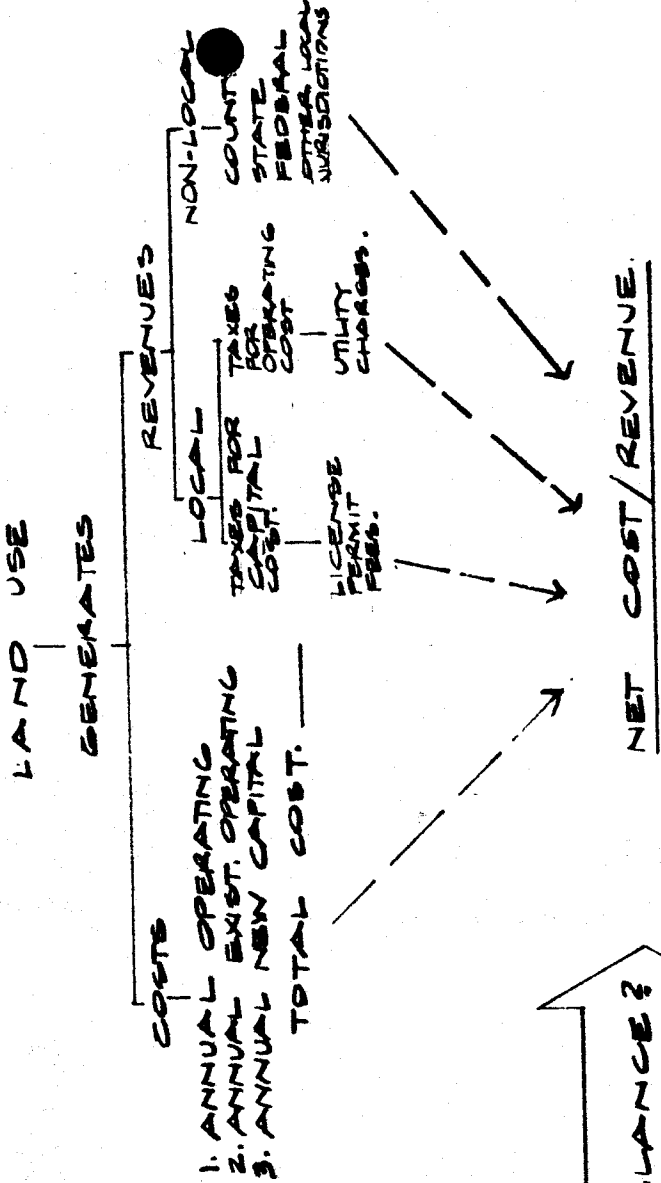 LAND USE
GENERATES
COSTS
1. ANNUAL OPERATING
2. ANNUAL EXIST. OPERATING
3. ANNUAL NEW CAPITAL
TOTAL COST.
REVENUES
LOCAL
TAXES FOR
CAPITAL
COST.
LICENSE
PERMIT
FEES.
TAXES
FOR
OPERATING
COST
UTILITY
CHARGES.
NON-LOCAL
COUNT
STATE
FEDERAL
OTHER LOCAL
JURISDICTIONS
NET COST/REVENUE.
LANCE?